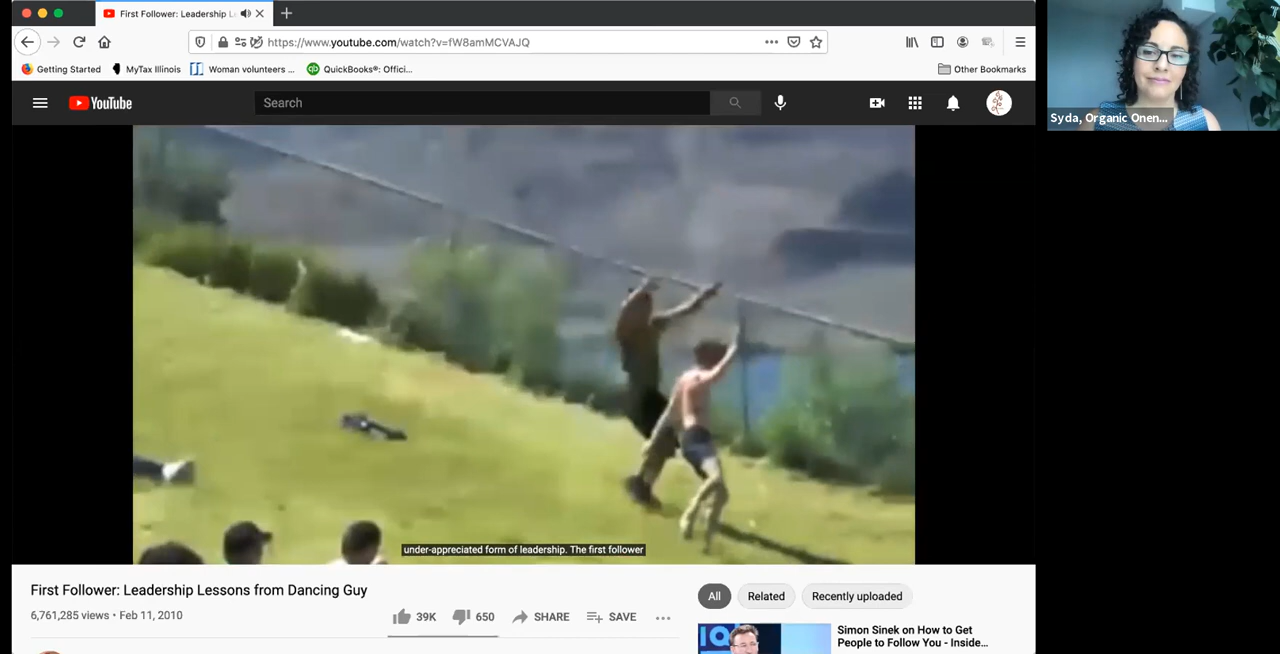 First Follower: Leadership L
https://www.youtube.com/watch?v=fW8amMCVAJQ
Getting Started
MyTax Illinois
Woman volunteers ...
QuickBooks®: Offici...
Other Bookmarks
YouTube
Search
Syda, Organic Onen...
under-appreciated form of leadership. The first follower
First Follower: Leadership Lessons from Dancing Guy
6,761,285 views • Feb 11, 2010
39K
650
SHARE
SAVE
All
Related
Recently uploaded
IQ
Simon Sinek on How to Get
People to Follow You - Inside...